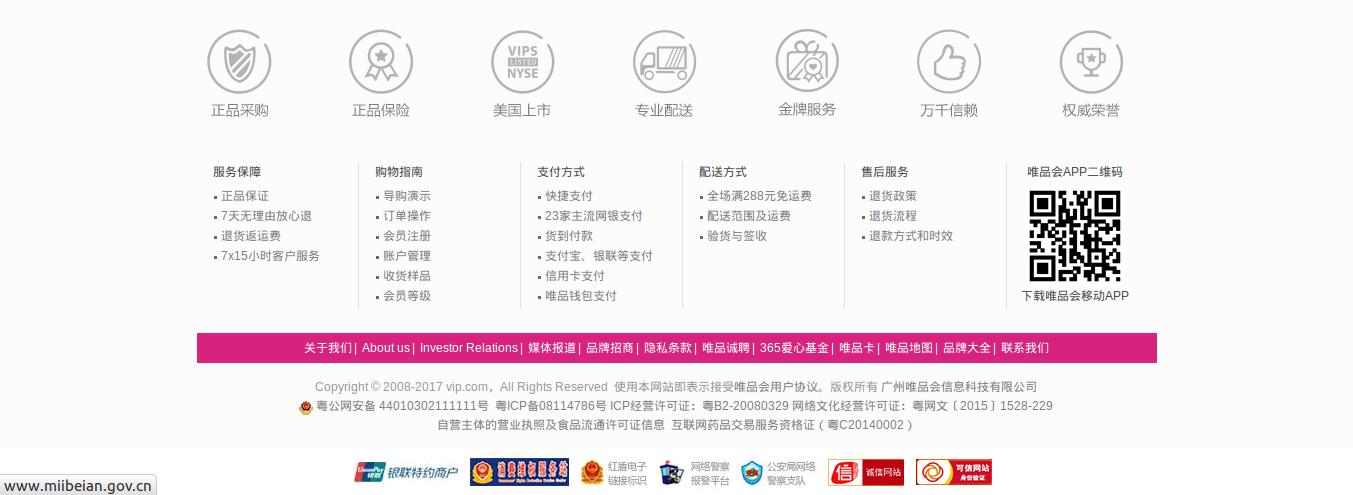 VIPS
LISTED
NYSE
正品采购
正品保险
美国上市
专业配送
金牌服务
万千信赖
权威荣誉
服务保障
正品保证
7天无理由放心退
退货返运费
7x15小时客户服务
购物指南
导购演示
订单操作
会员注册
账户管理
收货样品
会员等级
支付方式
快捷支付
23家主流网银支付
货到付款
支付宝、银联等支付
信用卡支付
唯品钱包支付
配送方式
全场满288元免运费
配送范围及运费
验货与签收
售后服务
退货政策
退货流程
退款方式和时效
唯品会APP二维码
下载唯品会移动APP
关于我们| About us| Investor Relations| 媒体报道| 品牌招商| 隐私条款| 唯品诚聘| 365爱心基金| 唯品卡| 唯品地图| 品牌大全| 联系我们
Copyright © 2008-2017 vip.com，All Rights Reserved 使用本网站即表示接受唯品会用户协议。版权所有 广州唯品会信息科技有限公司
粤公网安备 44010302111111号 粤ICP备08114786号 ICP经营许可证：粤B2-20080329 网络文化经营许可证：粤网文〔2015〕1528-229
自营主体的营业执照及食品流通许可证信息 互联网药品交易服务资格证（粤C20140002）
UnionPay 银联 银联特约商户
消费维权服务站
红盾电子
链接标识
网络警察
报警平台
公安局网络
警察支队
信 诚信网站
可信网站
身份验证
www.miibeian.gov.cn